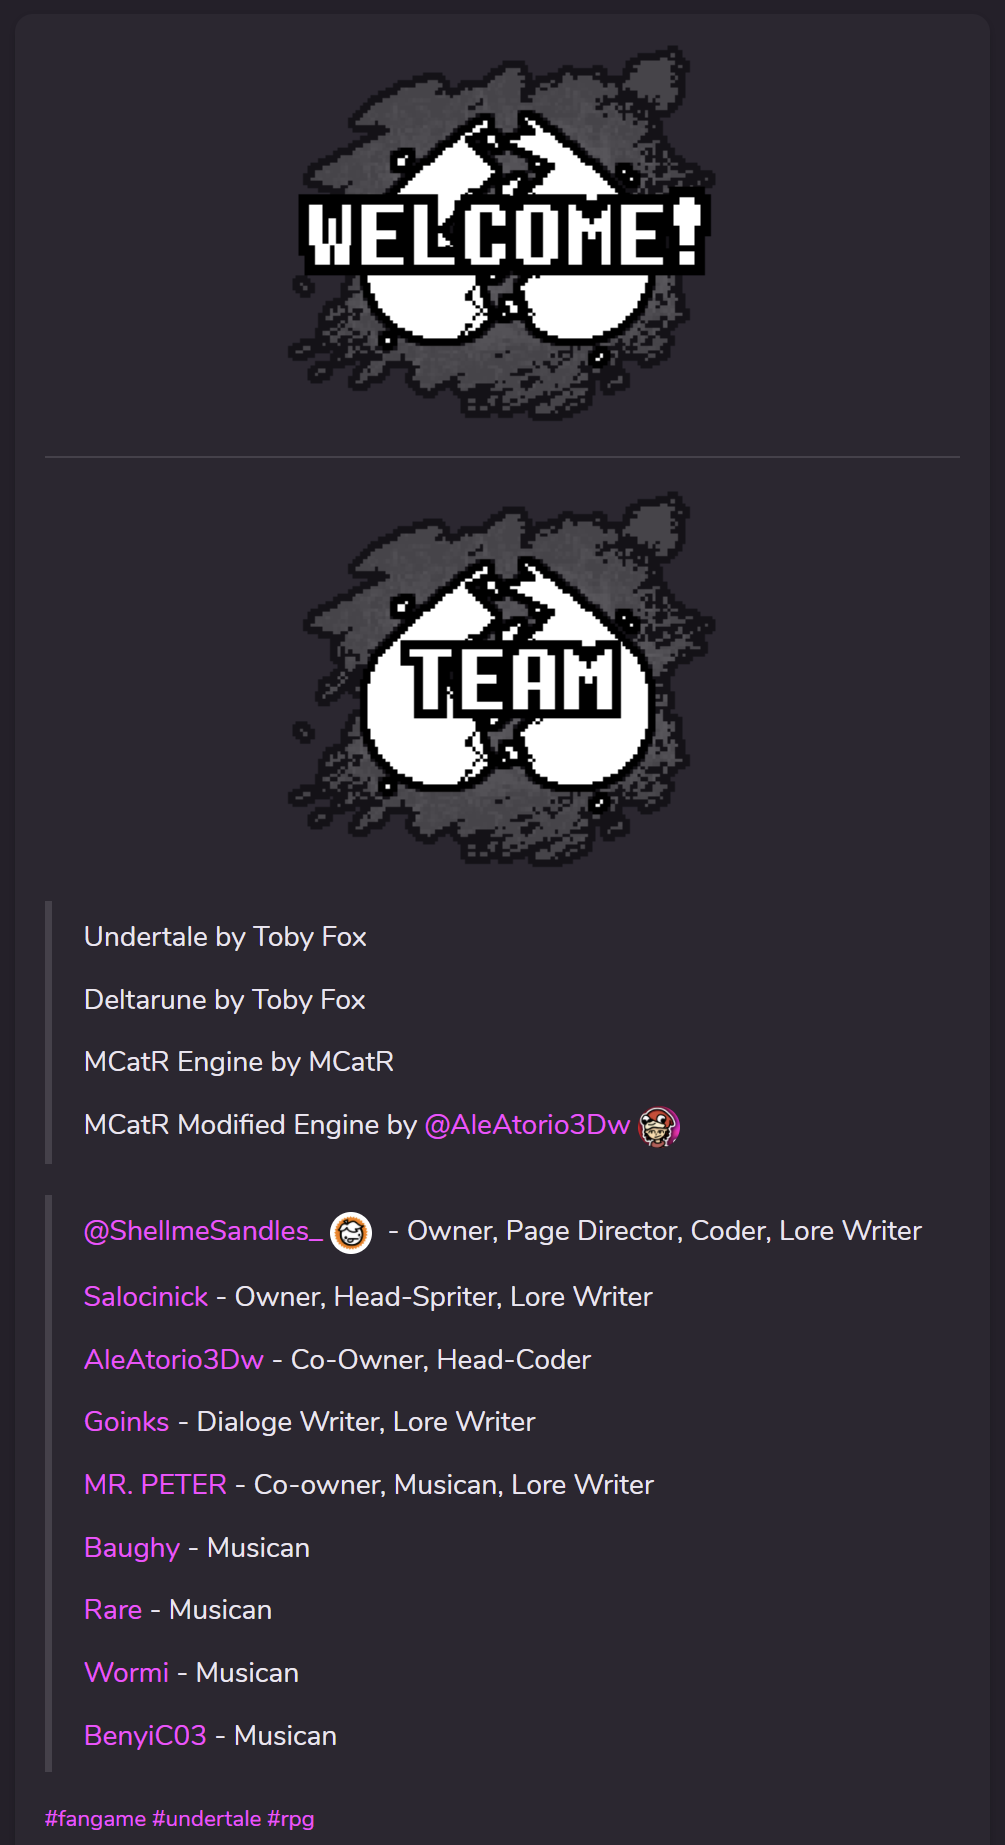 WELCOME!
TEAM
Undertale by Toby Fox
Deltarune by Toby Fox
MCatR Engine by MCatR
MCatR Modified Engine by @AleAtorio3Dw
@ShellmeSandles_ - Owner, Page Director, Coder, Lore Writer
Salocinick - Owner, Head-Spriter, Lore Writer
AleAtorio3Dw - Co-Owner, Head-Coder
Goinks - Dialoge Writer, Lore Writer
MR. PETER - Co-owner, Musican, Lore Writer
Baughy - Musican
Rare - Musican
Wormi - Musican
BenyiC03 - Musican
#fangame #undertale #rpg